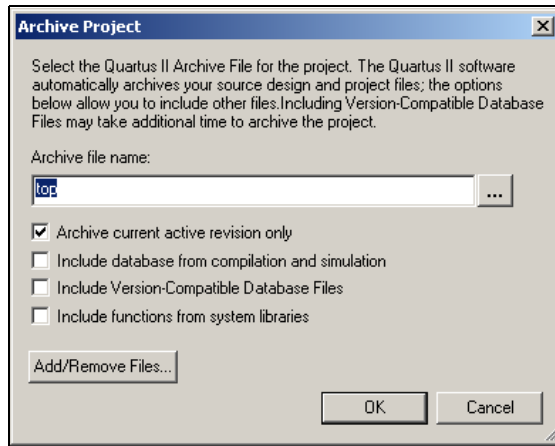 Archive Project
Select the Quartus II Archive File for the project. The Quartus II software
automatically archives your source design and project files; the options
below allow you to include other files.Including Version-Compatible Database
Files may take additional time to archive the project.
Archive file name:
top
...
Archive current active revision only
Include database from compilation and simulation
Include Version-Compatible Database Files
Include functions from system libraries
Add/Remove Files...
OK Cancel